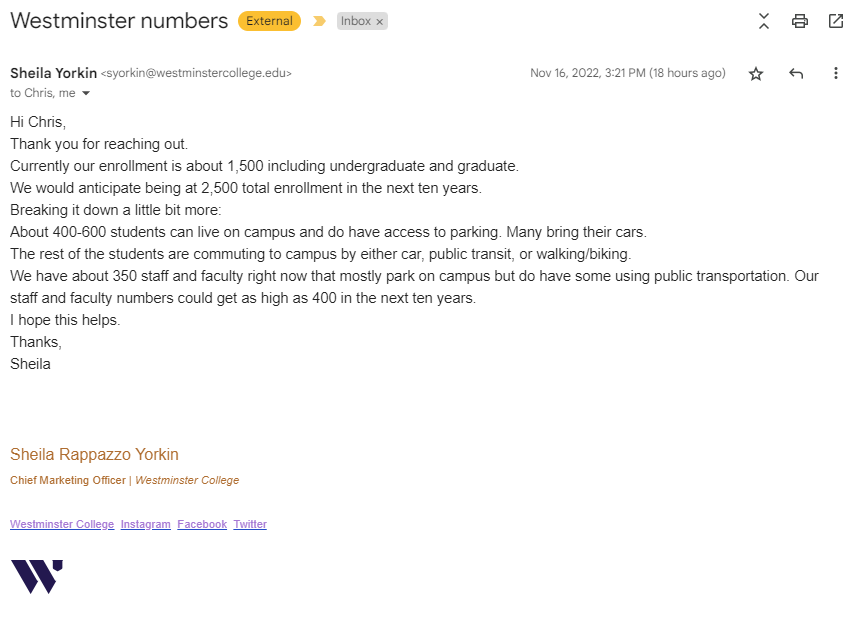 Westminster numbers External Inbox ×
Sheila Yorkin <syorkin@westminstercollege.edu> Nov 16, 2022, 3:21 PM (18 hours ago)
to Chris, me
Hi Chris,
Thank you for reaching out.
Currently our enrollment is about 1,500 including undergraduate and graduate.
We would anticipate being at 2,500 total enrollment in the next ten years.
Breaking it down a little bit more:
About 400-600 students can live on campus and do have access to parking. Many bring their cars.
The rest of the students are commuting to campus by either car, public transit, or walking/biking.
We have about 350 staff and faculty right now that mostly park on campus but do have some using public transportation. Our
staff and faculty numbers could get as high as 400 in the next ten years.
I hope this helps.
Thanks,
Sheila
Sheila Rappazzo Yorkin
Chief Marketing Officer | Westminster College
Westminster College Instagram Facebook Twitter
W